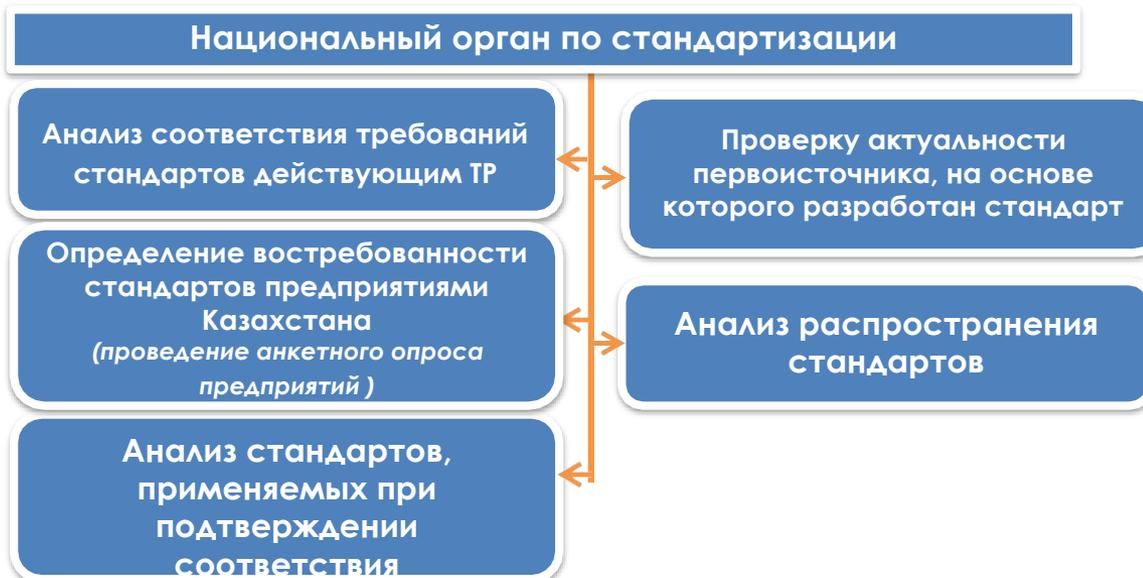 Национальный орган по стандартизации
Анализ соответствия требований
стандартов действующим ТР
Проверку актуальности
первоисточника, на основе
которого разработан стандарт
Определение востребованности
стандартов предприятиями
Казахстана
(проведение анкетного опроса
предприятий )
Анализ распространения
стандартов
Анализ стандартов,
применяемых при
подтверждении
соответствия